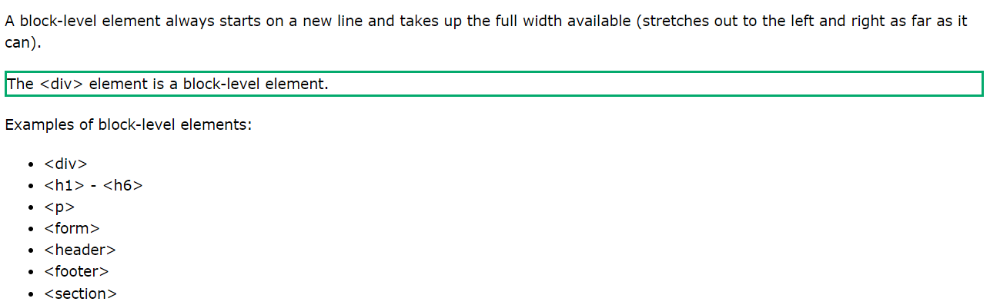 A block-level element always starts on a new line and takes up the full width available (stretches out to the left and right as far as it
can).
The <div> element is a block-level element.
Examples of block-level elements:
• <div>
• <h1> - <h6>
• <p>
• <form>
• <header>
• <footer>
• <section>